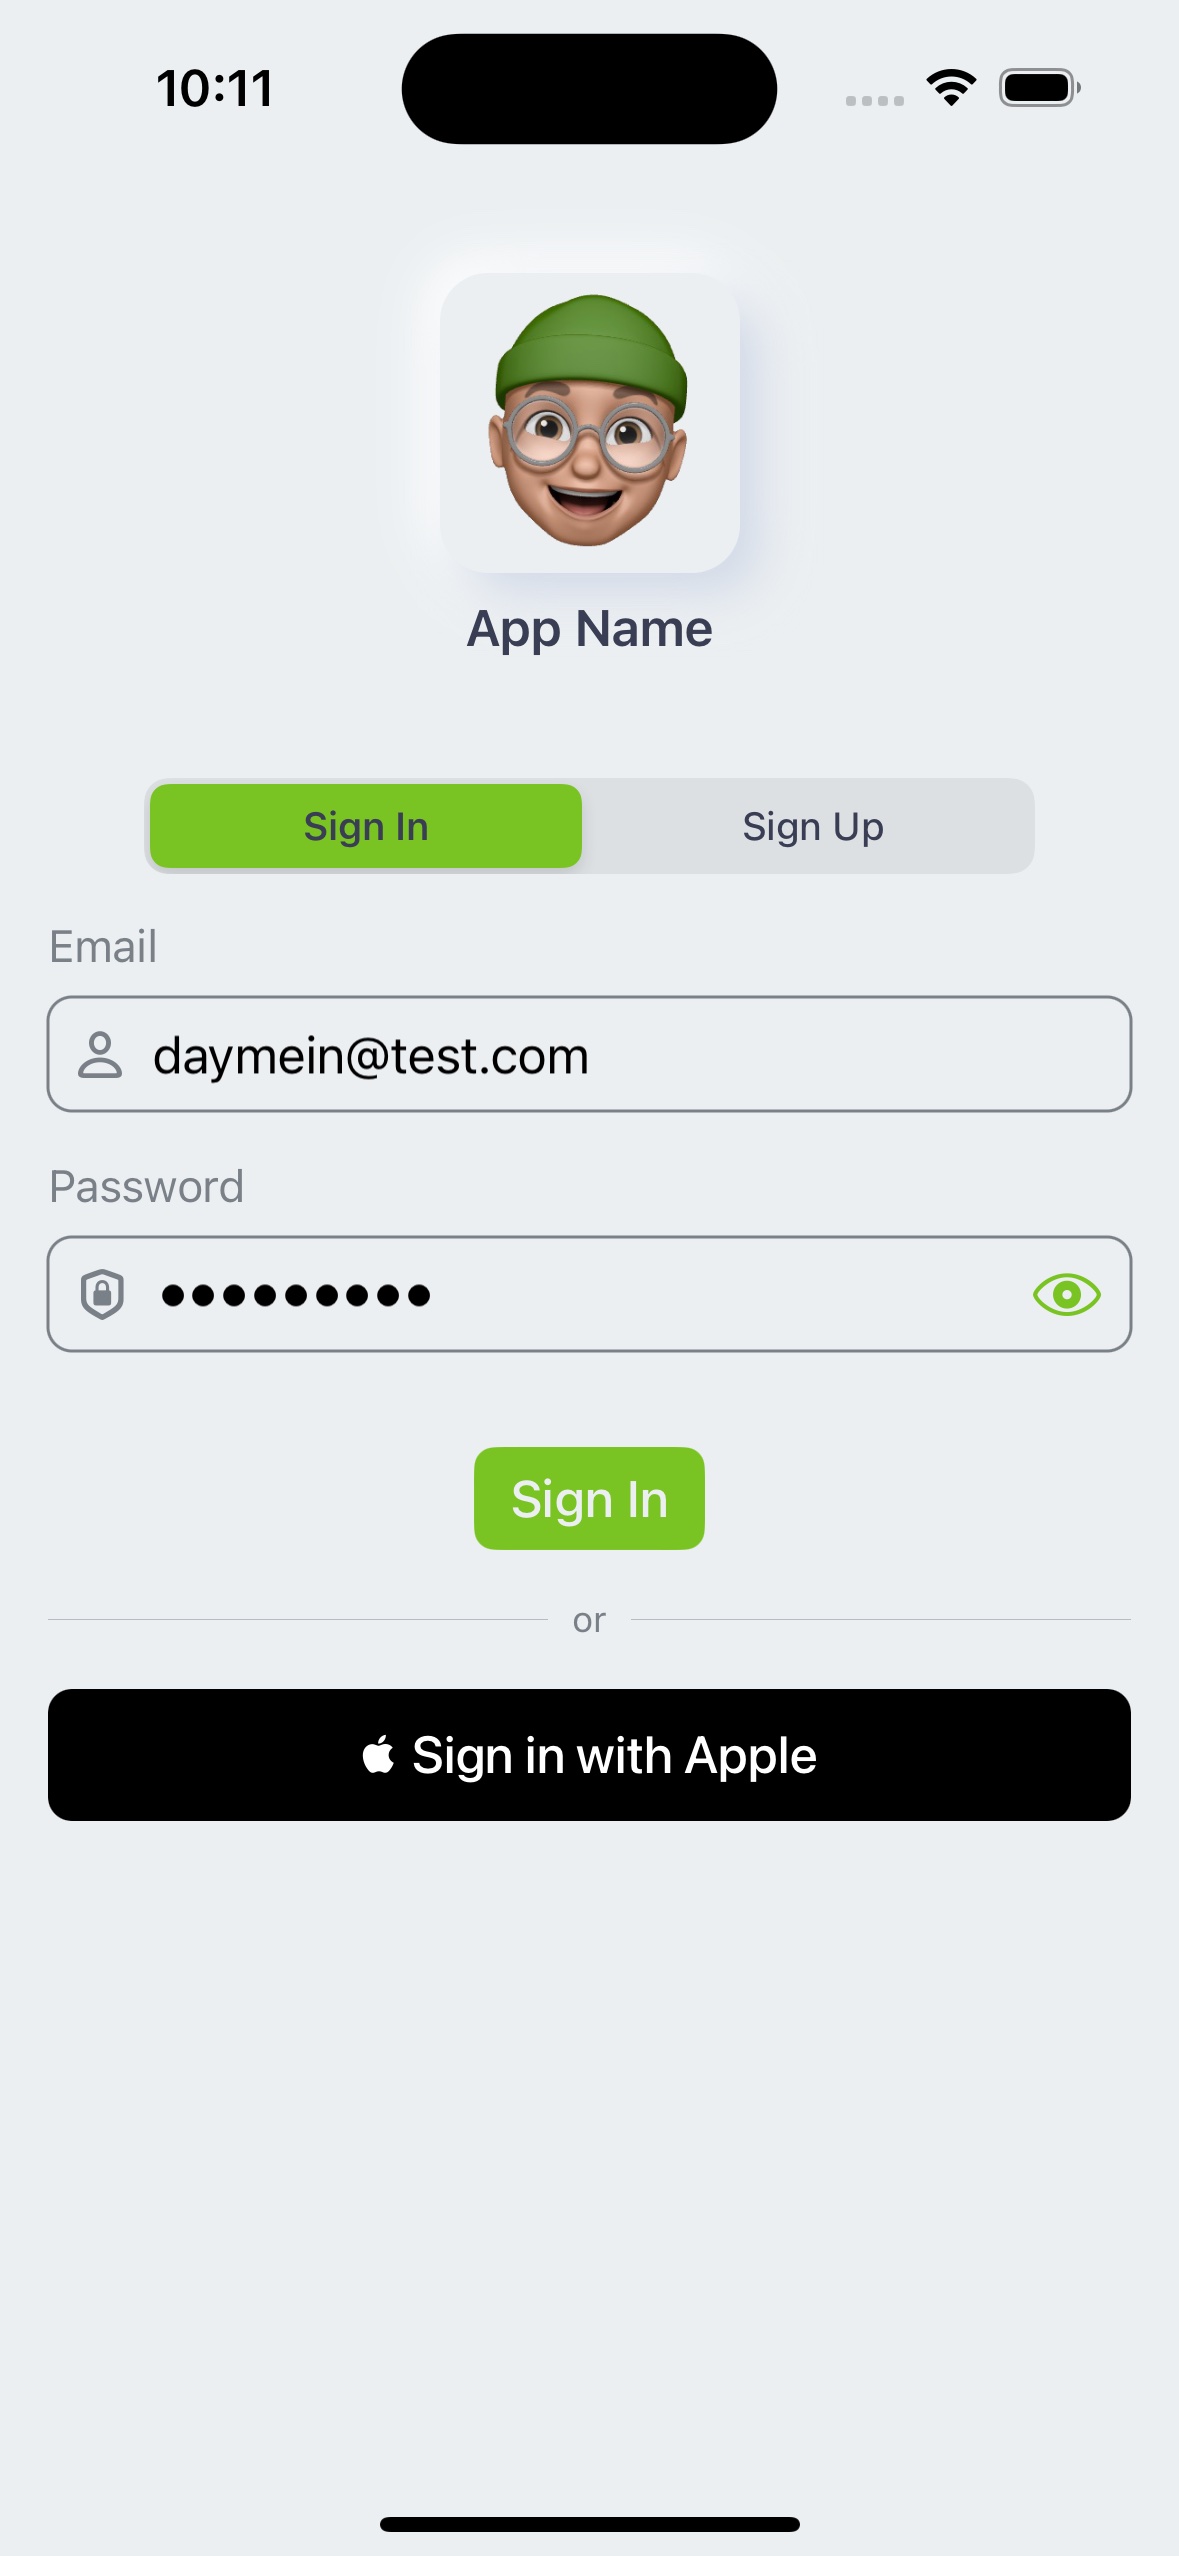 10:11
App Name
Sign In Sign Up
Email
daymein@test.com
Password
•••••••••
Sign In
or
Sign in with Apple